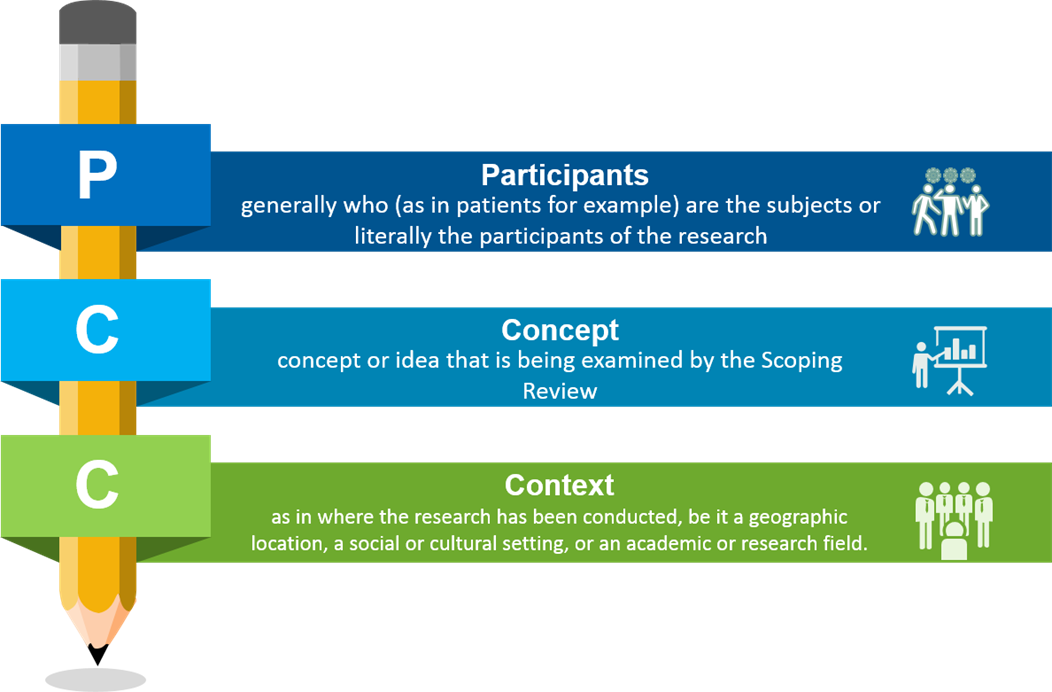 P
Participants
generally who (as in patients for example) are the subjects or
literally the participants of the research
C
Concept
concept or idea that is being examined by the Scoping
Review
C
Context
as in where the research has been conducted, be it a geographic
location, a social or cultural setting, or an academic or research field.